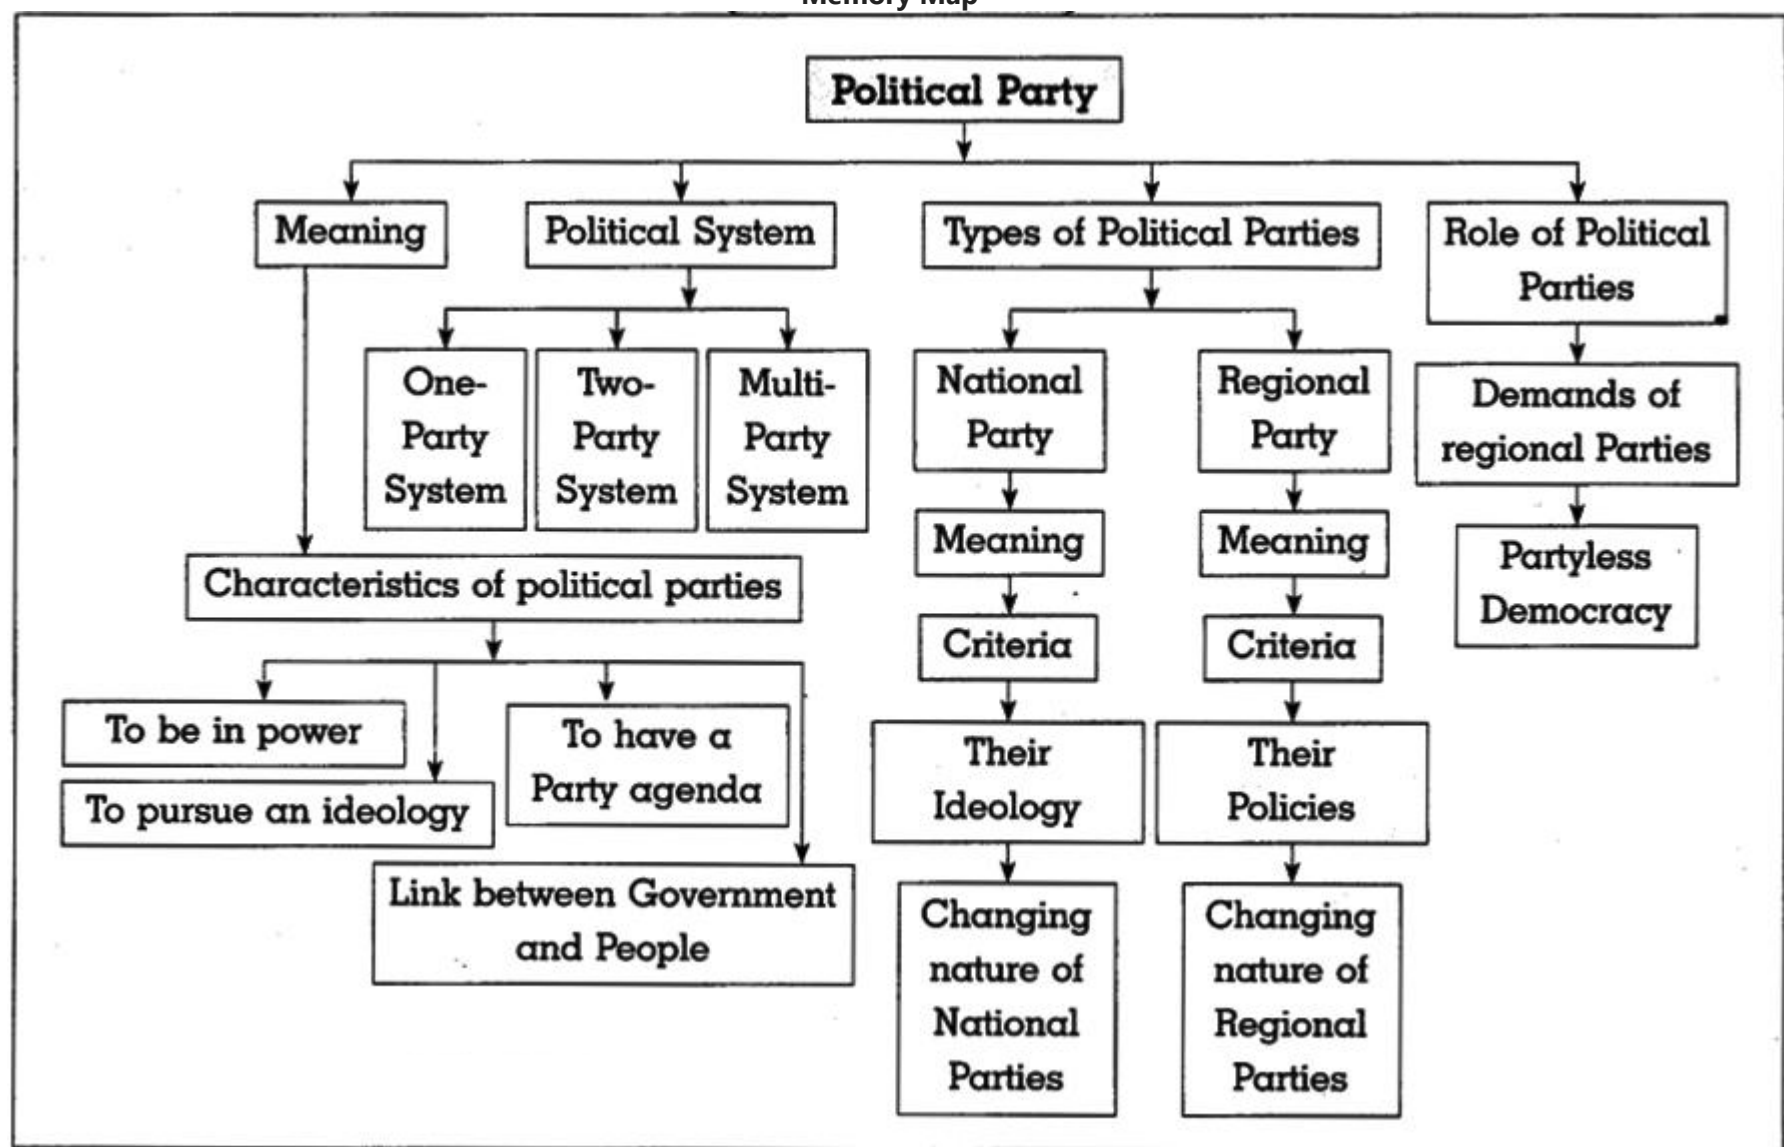 Memory Map
Political Party
Meaning
Political System
Types of Political Parties
Role of Political
Parties
One-
Party
System
Two-
Party
System
Multi-
Party
System
National
Party
Regional
Party
Demands of
regional Parties
Meaning
Meaning
Partyless
Democracy
Characteristics of political parties
Criteria
Criteria
To be in power
To pursue an ideology
To have a
Party agenda
Link between Government
and People
Their
Ideology
Their
Policies
Changing
nature of
National
Parties
Changing
nature of
Regional
Parties